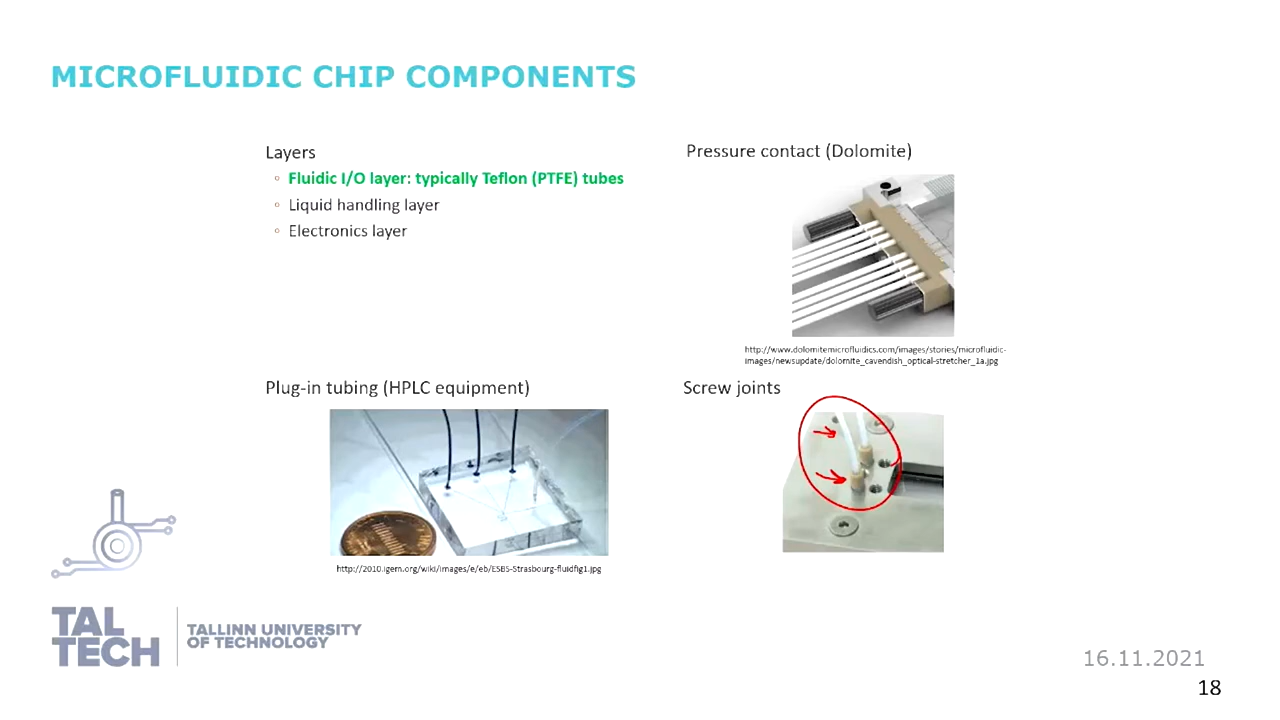 MICROFLUIDIC CHIP COMPONENTS
Layers
Fluidic I/O layer: typically Teflon (PTFE) tubes
Liquid handling layer
Electronics layer
Pressure contact (Dolomite)
http://www.dolomitemicrofluidics.com/images/stories/microfluidic-
images/newsupdate/dolomite_cavendish_optical-stretcher_1a.jpg
Plug-in tubing (HPLC equipment)
http://2010.igem.org/wiki/images/e/eb/ESBS-Strasbourg-fluidfig1.jpg
Screw joints
TAL
TECH
TALLINN UNIVERSITY
OF TECHNOLOGY
16.11.2021
18